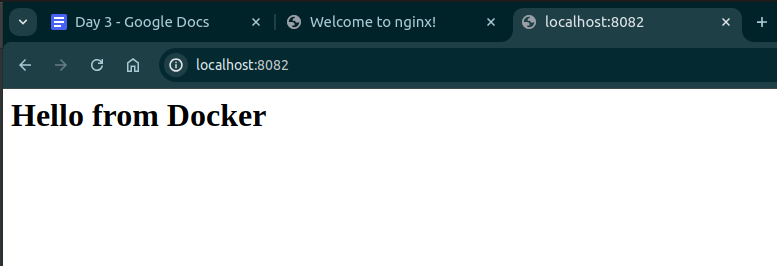 Day 3 - Google Docs
Welcome to nginx!
localhost:8082
localhost:8082
Hello from Docker